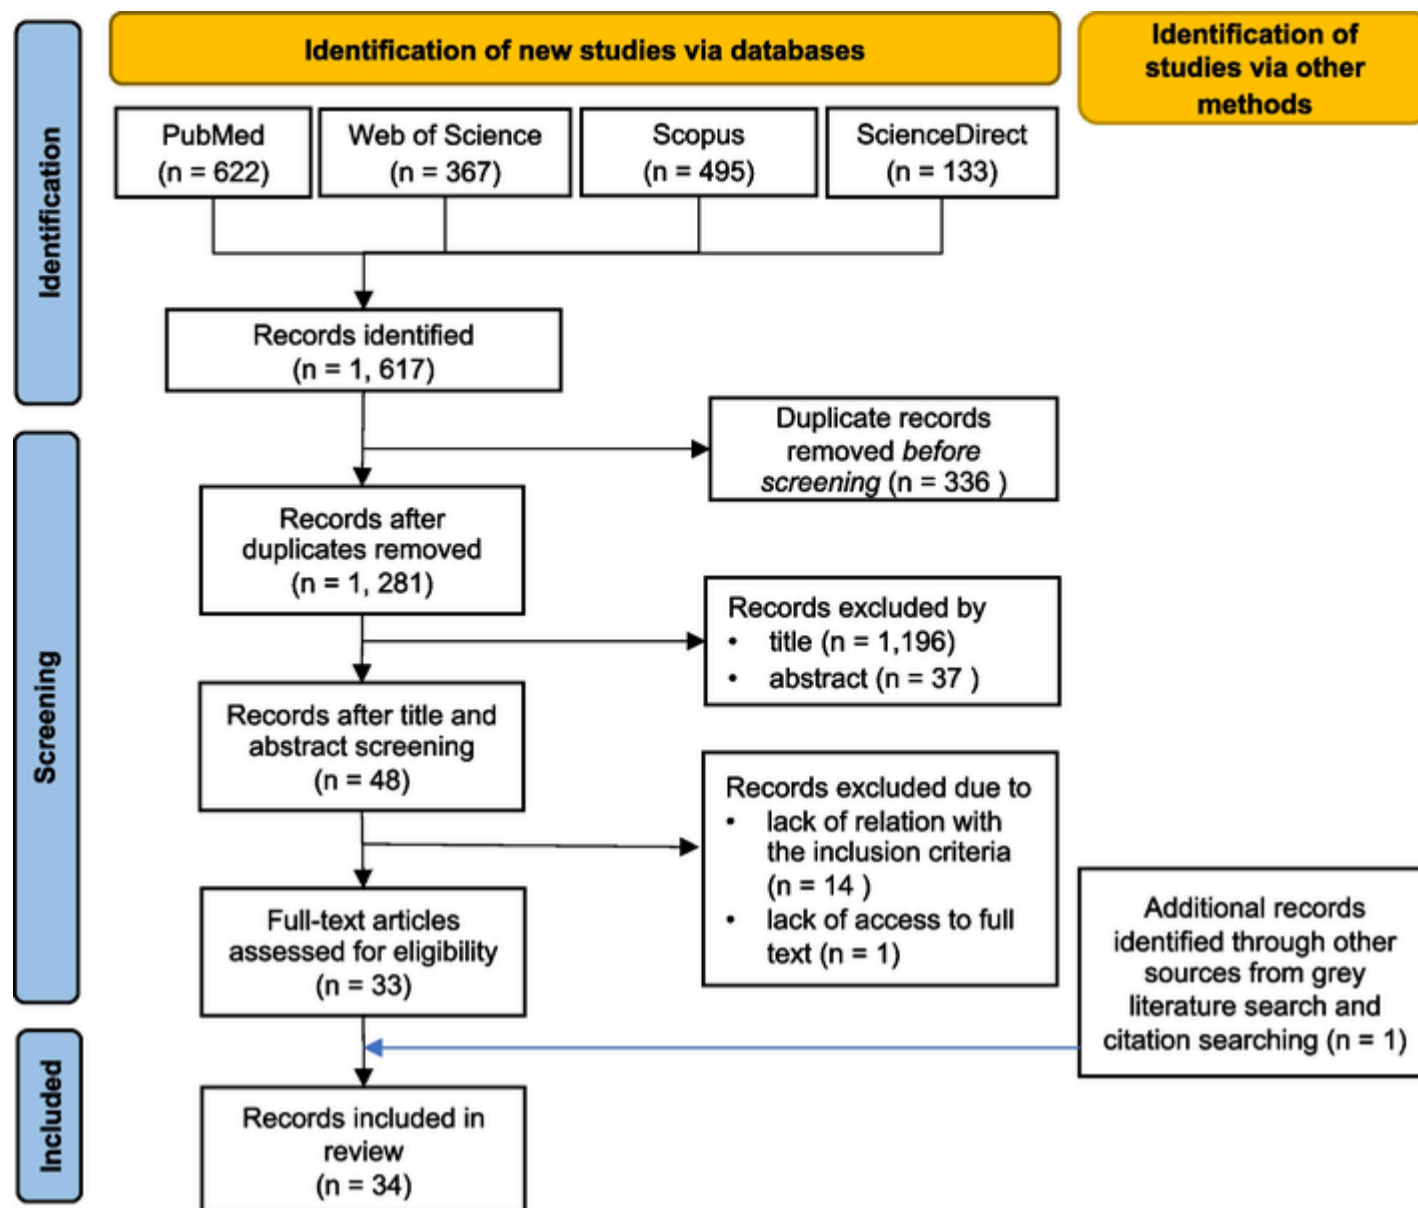 Identification of new studies via databases
Identification of
studies via other
methods
Identification
PubMed
(n = 622)
Web of Science
(n = 367)
Scopus
(n = 495)
ScienceDirect
(n = 133)
Records identified
(n = 1, 617)
Duplicate records
removed before
screening (n = 336 )
Screening
Records after
duplicates removed
(n = 1, 281)
Records excluded by
• title (n = 1,196)
• abstract (n = 37 )
Records after title and
abstract screening
(n = 48)
Records excluded due to
• lack of relation with
the inclusion criteria
(n = 14 )
• lack of access to full
text (n = 1)
Full-text articles
assessed for eligibility
(n = 33)
Additional records
identified through other
sources from grey
literature search and
citation searching (n = 1)
Included
Records included in
review
(n = 34)